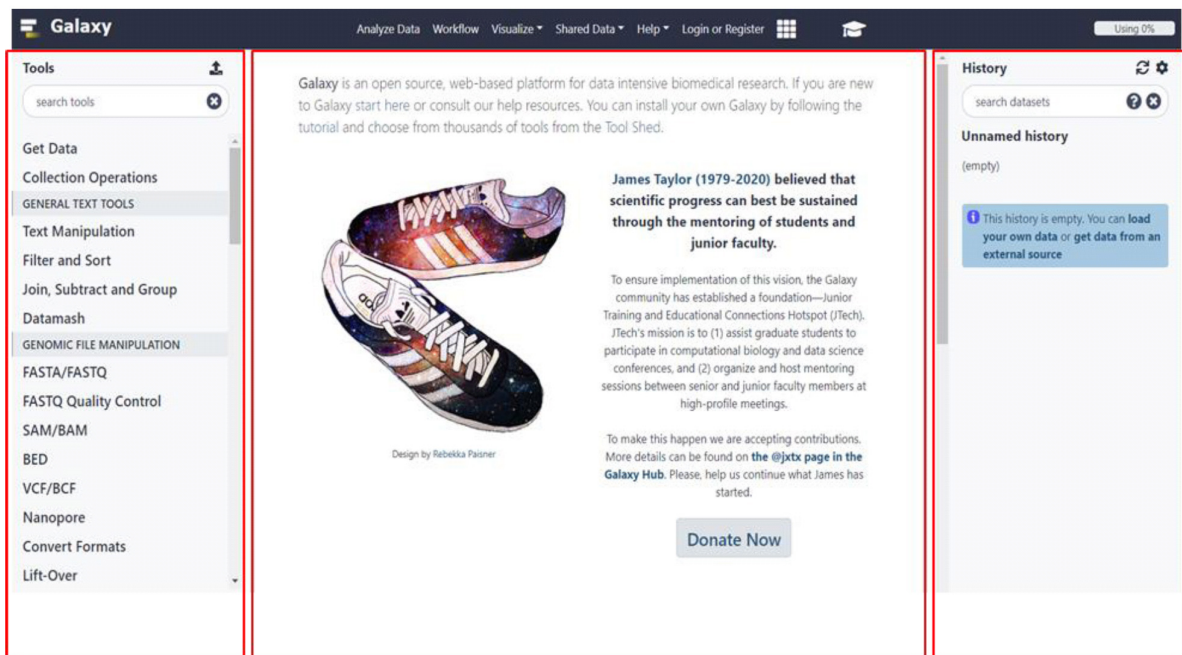 Galaxy
Analyze Data Workflow Visualize Shared Data Help Login or Register
Using 0%
Tools
search tools
Get Data
Collection Operations
GENERAL TEXT TOOLS
Text Manipulation
Filter and Sort
Join, Subtract and Group
Datamash
GENOMIC FILE MANIPULATION
FASTA/FASTQ
FASTQ Quality Control
SAM/BAM
BED
VCF/BCF
Nanopore
Convert Formats
Lift-Over
Galaxy is an open source, web-based platform for data intensive biomedical research. If you are new
to Galaxy start here or consult our help resources. You can install your own Galaxy by following the
tutorial and choose from thousands of tools from the Tool Shed.
Design by Rebekka Paisner
James Taylor (1979-2020) believed that
scientific progress can best be sustained
through the mentoring of students and
junior faculty.
To ensure implementation of this vision, the Galaxy
community has established a foundation—Junior
Training and Educational Connections Hotspot (JTech).
JTech's mission is to (1) assist graduate students to
participate in computational biology and data science
conferences, and (2) organize and host mentoring
sessions between senior and junior faculty members at
high-profile meetings.
To make this happen we are accepting contributions.
More details can be found on the @jxtx page in the
Galaxy Hub. Please, help us continue what James has
started.
Donate Now
History
search datasets
Unnamed history
(empty)
This history is empty. You can load
your own data or get data from an
external source